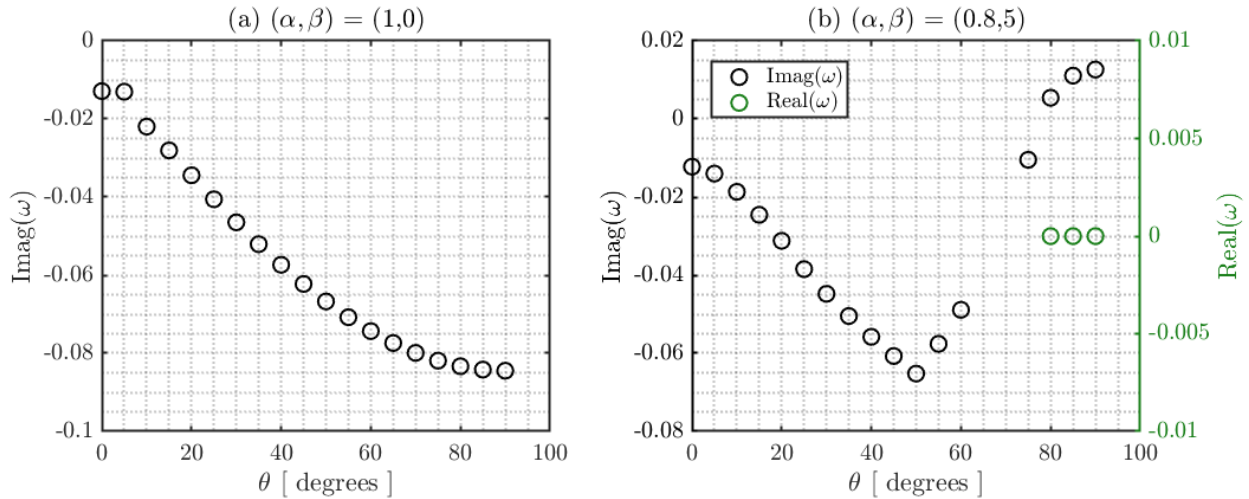 (a) (α,β) = (1,0)
0
-0.02
-0.04
-0.06
-0.08
-0.1
Imag(ω)
0 20 40 60 80 100
θ [ degrees ]
(b) (α,β) = (0.8,5)
0.02
0
-0.02
-0.04
-0.06
-0.08
Imag(ω)
Imag(ω)
Real(ω)
0.01
0.005
0
-0.005
-0.01
Real(ω)
0 20 40 60 80 100
θ [ degrees ]